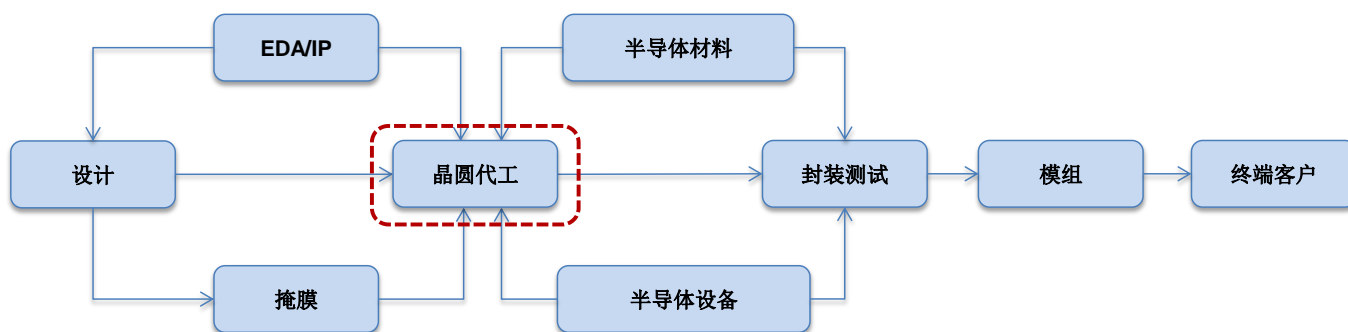 EDA/IP
半导体材料
设计
晶圆代工
封装测试
模组
终端客户
掩膜
半导体设备